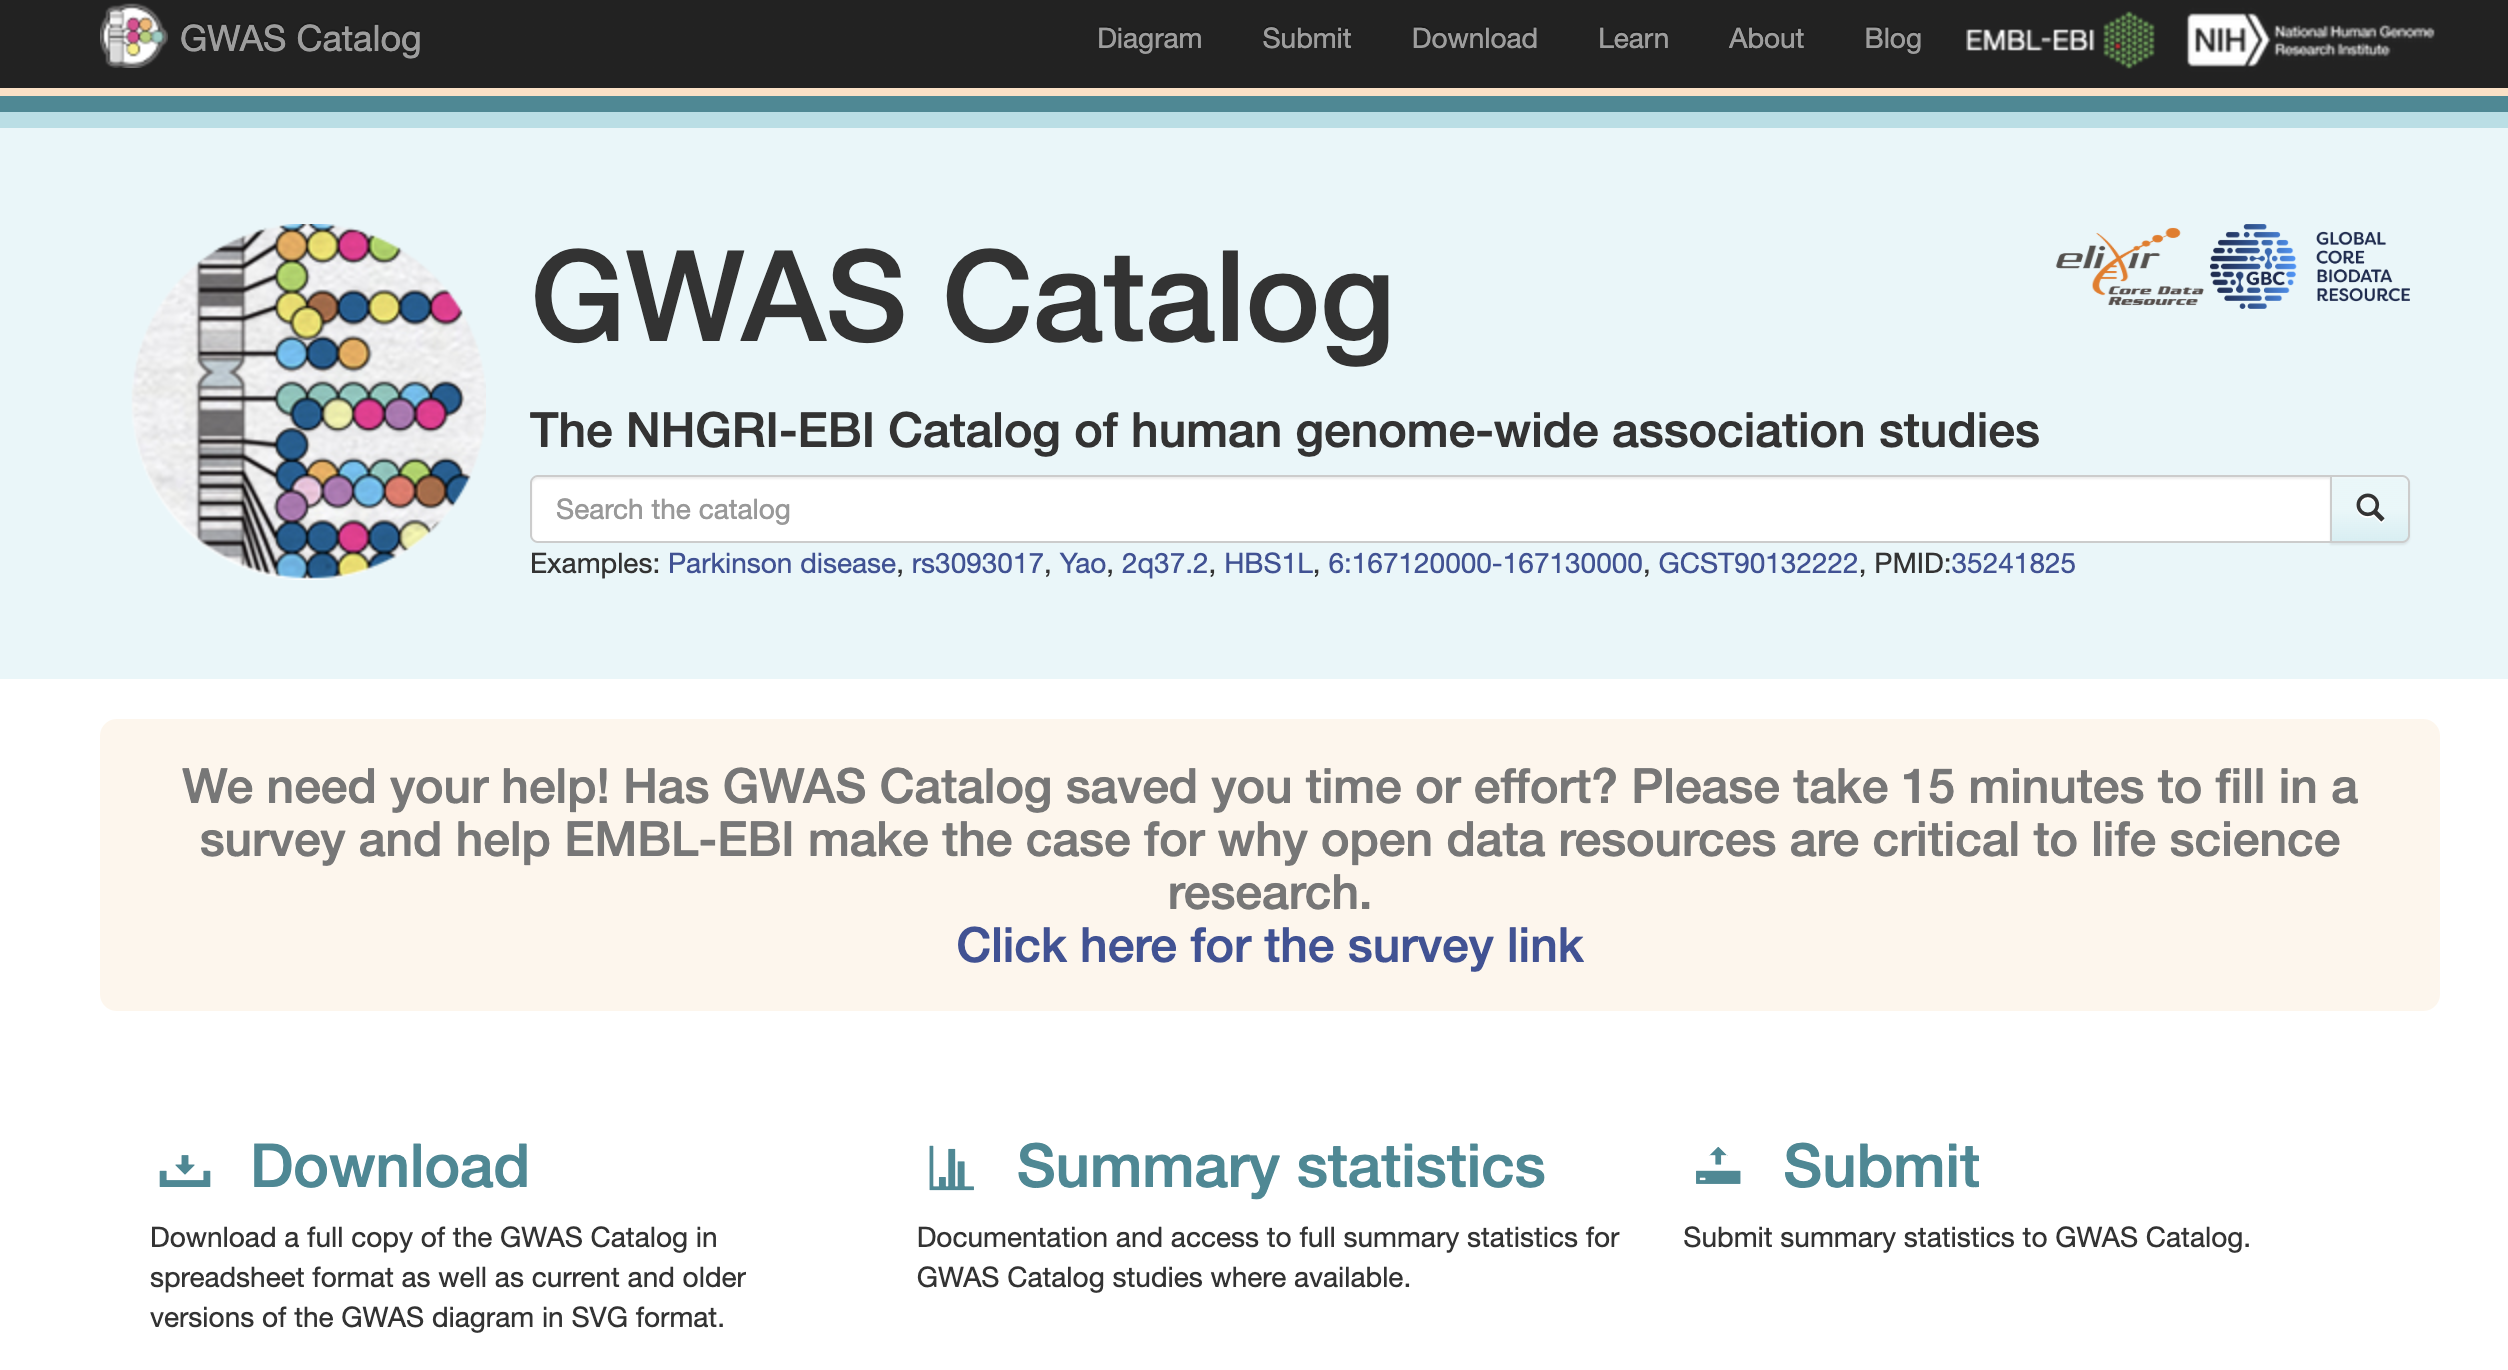 GWAS Catalog
Diagram Submit Download Learn About Blog EMBL-EBI NIH National Human Genome
Research Institute
GWAS Catalog
elixir
Core Data
Resource
GBC
GLOBAL
CORE
BIODATA
RESOURCE
The NHGRI-EBI Catalog of human genome-wide association studies
Search the catalog
Examples: Parkinson disease, rs3093017, Yao, 2q37.2, HBS1L, 6:167120000-167130000, GCST90132222, PMID:35241825
We need your help! Has GWAS Catalog saved you time or effort? Please take 15 minutes to fill in a
survey and help EMBL-EBI make the case for why open data resources are critical to life science
research.
Click here for the survey link
Download
Download a full copy of the GWAS Catalog in
spreadsheet format as well as current and older
versions of the GWAS diagram in SVG format.
Summary statistics
Documentation and access to full summary statistics for
GWAS Catalog studies where available.
Submit
Submit summary statistics to GWAS Catalog.